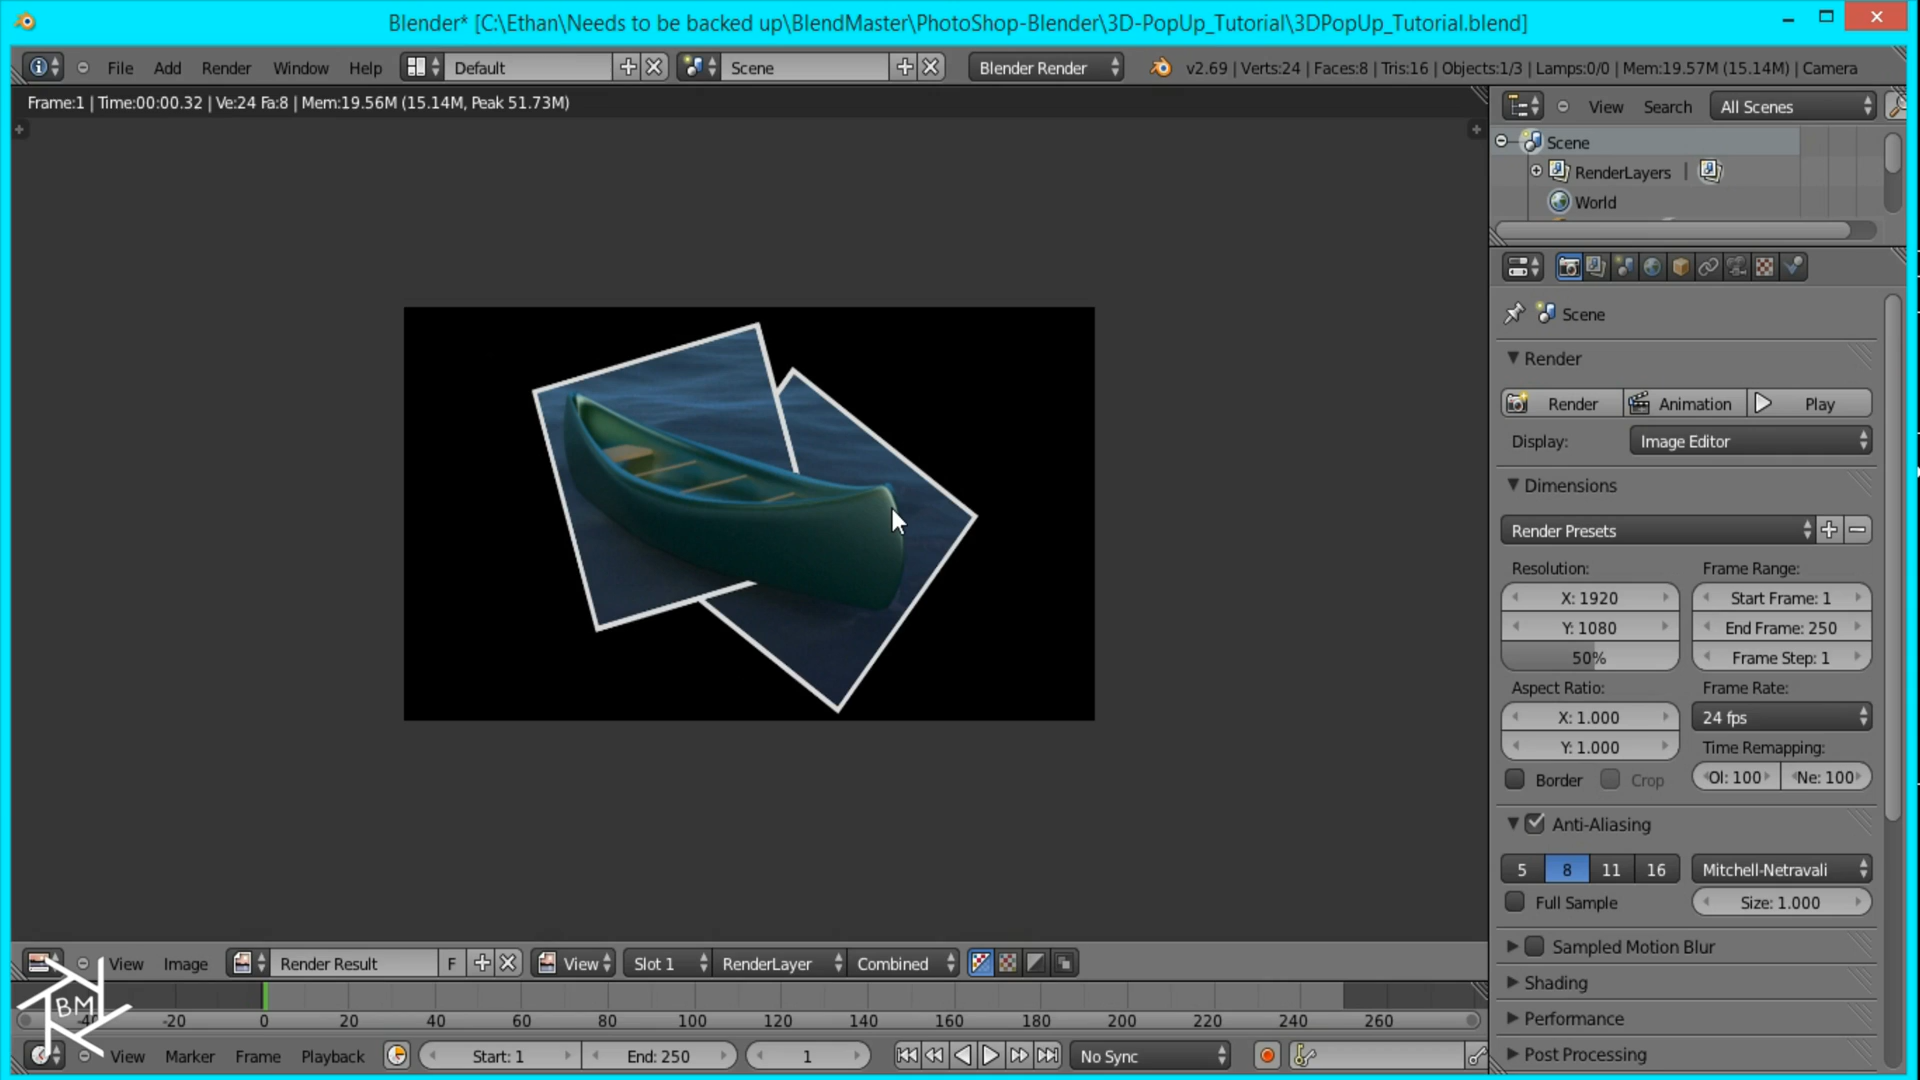 Blender* [C:\Ethan\Needs to be backed up\BlendMaster\PhotoShop-Blender\3D-PopUp_Tutorial\3DPopUp_Tutorial.blend]
File Add Render Window Help Default Scene Blender Render v2.69 | Verts:24 | Faces:8 | Tris:16 | Objects:1/3 | Lamps:0/0 | Mem:19.57M (15.14M) | Camera
Frame:1 | Time:00:00.32 | Ve:24 Fa:8 | Mem:19.56M (15.14M, Peak 51.73M)
View Search All Scenes
Scene
RenderLayers |
World
Scene
Render
Render Animation Play
Display: Image Editor
Dimensions
Render Presets
Resolution: Frame Range:
X: 1920 Start Frame: 1
Y: 1080 End Frame: 250
50% Frame Step: 1
Aspect Ratio: Frame Rate:
X: 1.000 24 fps
Y: 1.000 Time Remapping:
Border Crop Ol: 100 Ne: 100
Anti-Aliasing
5 8 11 16 Mitchell-Netravali
Full Sample Size: 1.000
Sampled Motion Blur
Shading
Performance
Post Processing
View Image Render Result F View Slot 1 RenderLayer Combined
BM
-40 -20 0 20 40 60 80 100 120 140 160 180 200 220 240 260
View Marker Frame Playback Start: 1 End: 250 1 No Sync